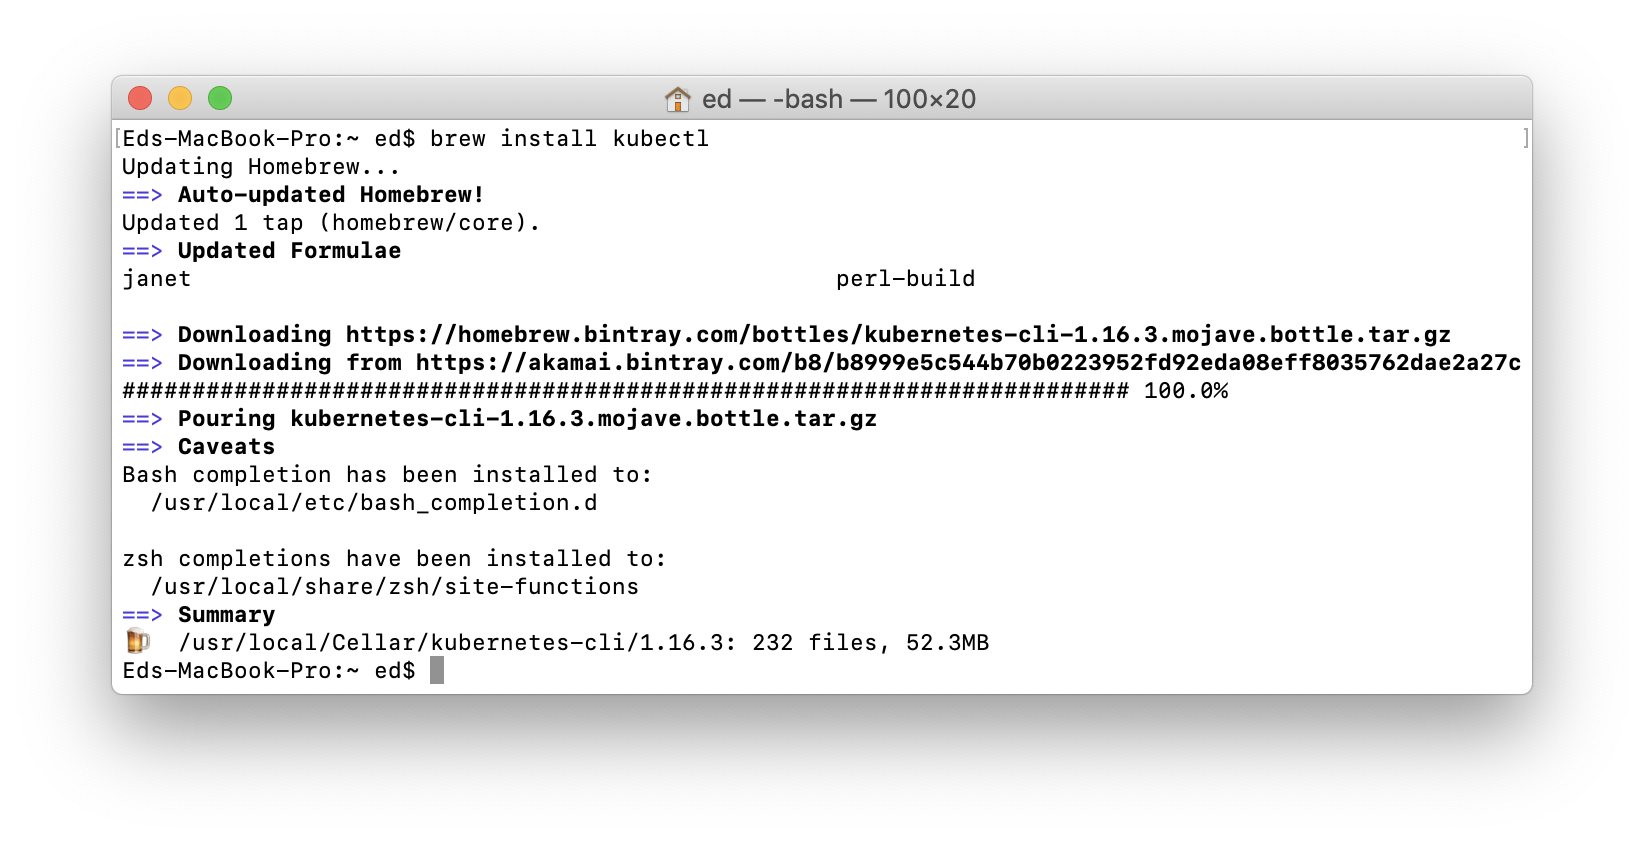 ed — -bash — 100×20
[Eds-MacBook-Pro:~ ed$ brew install kubectl ]
Updating Homebrew...
==> Auto-updated Homebrew!
Updated 1 tap (homebrew/core).
==> Updated Formulae
janet perl-build
==> Downloading https://homebrew.bintray.com/bottles/kubernetes-cli-1.16.3.mojave.bottle.tar.gz
==> Downloading from https://akamai.bintray.com/b8/b8999e5c544b70b0223952fd92eda08eff8035762dae2a27c
######################################################################## 100.0%
==> Pouring kubernetes-cli-1.16.3.mojave.bottle.tar.gz
==> Caveats
Bash completion has been installed to:
/usr/local/etc/bash_completion.d
zsh completions have been installed to:
/usr/local/share/zsh/site-functions
==> Summary
🍺 /usr/local/Cellar/kubernetes-cli/1.16.3: 232 files, 52.3MB
Eds-MacBook-Pro:~ ed$